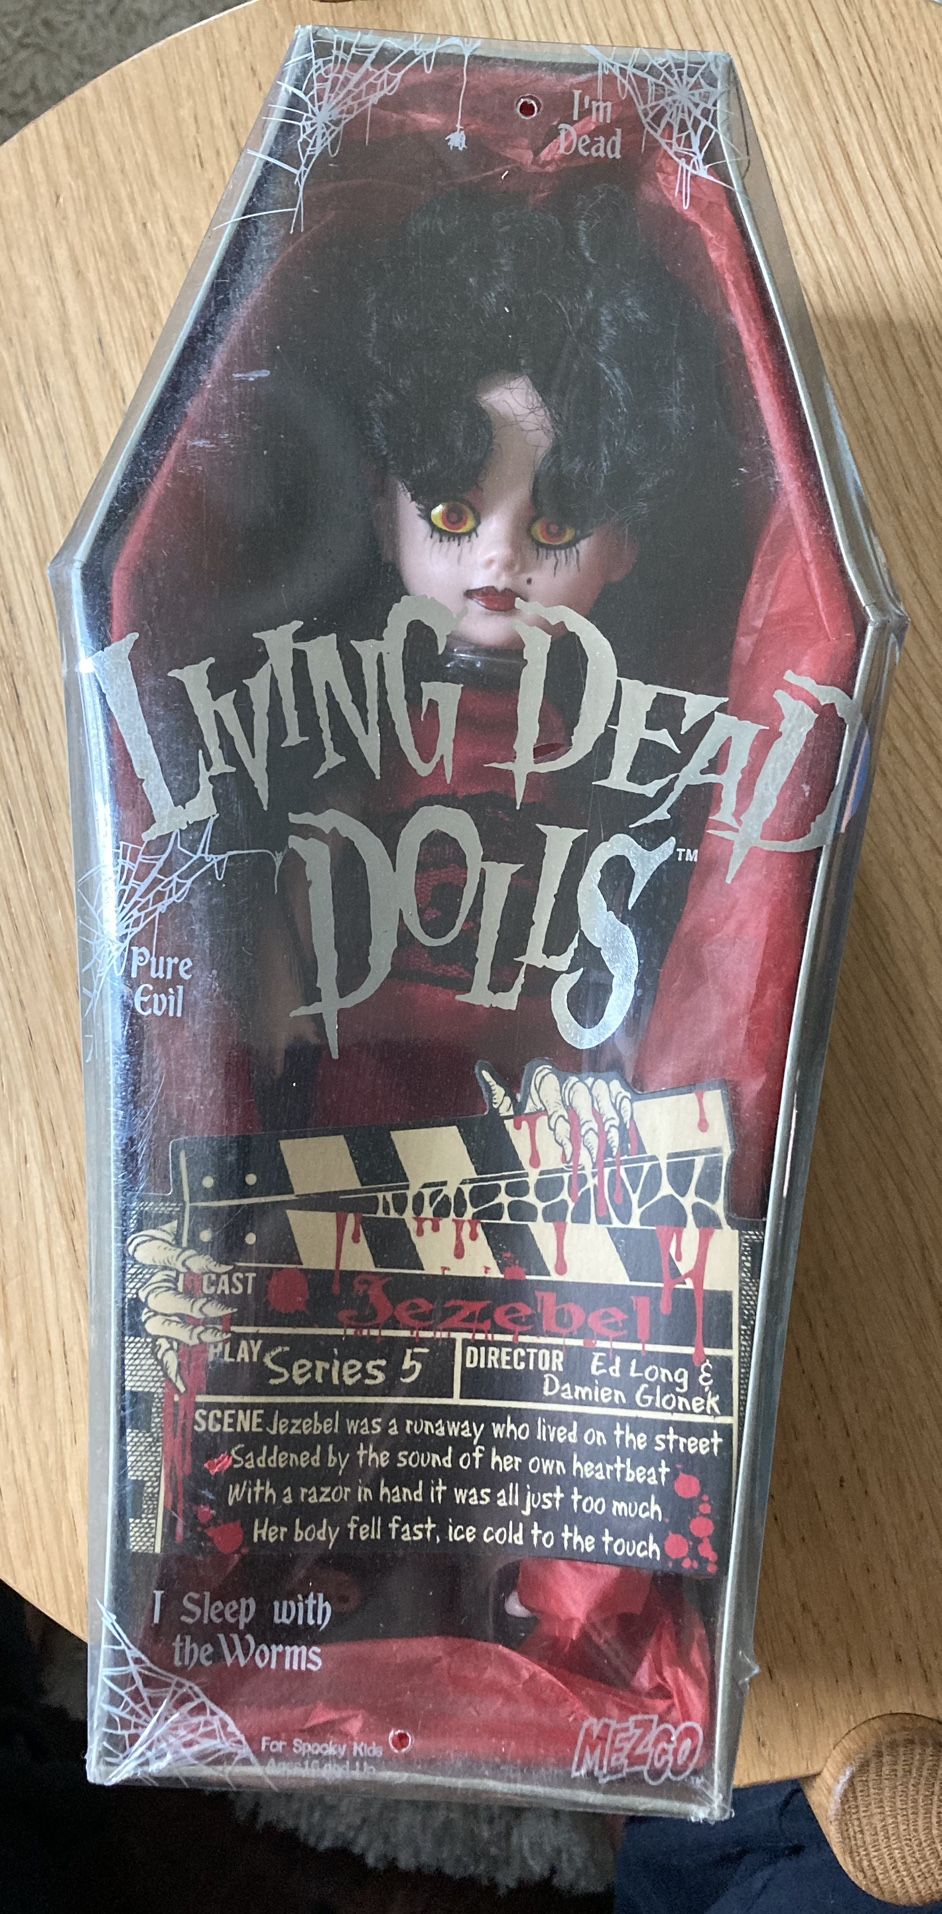 I'm
Dead
LIVING DEAD
DOLLS™
Pure
Evil
CAST Jezebel
PLAY Series 5 DIRECTOR Ed Long &
Damien Glonek
SCENE Jezebel was a runaway who lived on the street
Saddened by the sound of her own heartbeat
With a razor in hand it was all just too much.
Her body fell fast, ice cold to the touch
I Sleep with
the Worms
For Spooky Kids
and Up
MEZCO